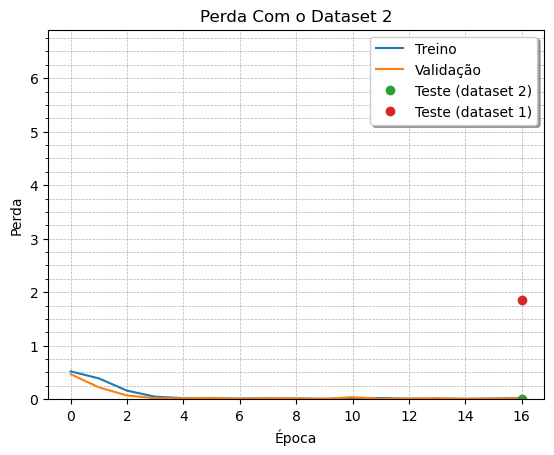 Perda Com o Dataset 2
Treino
Validação
Teste (dataset 2)
Teste (dataset 1)
Perda
6
5
4
3
2
1
0
0 2 4 6 8 10 12 14 16
Época